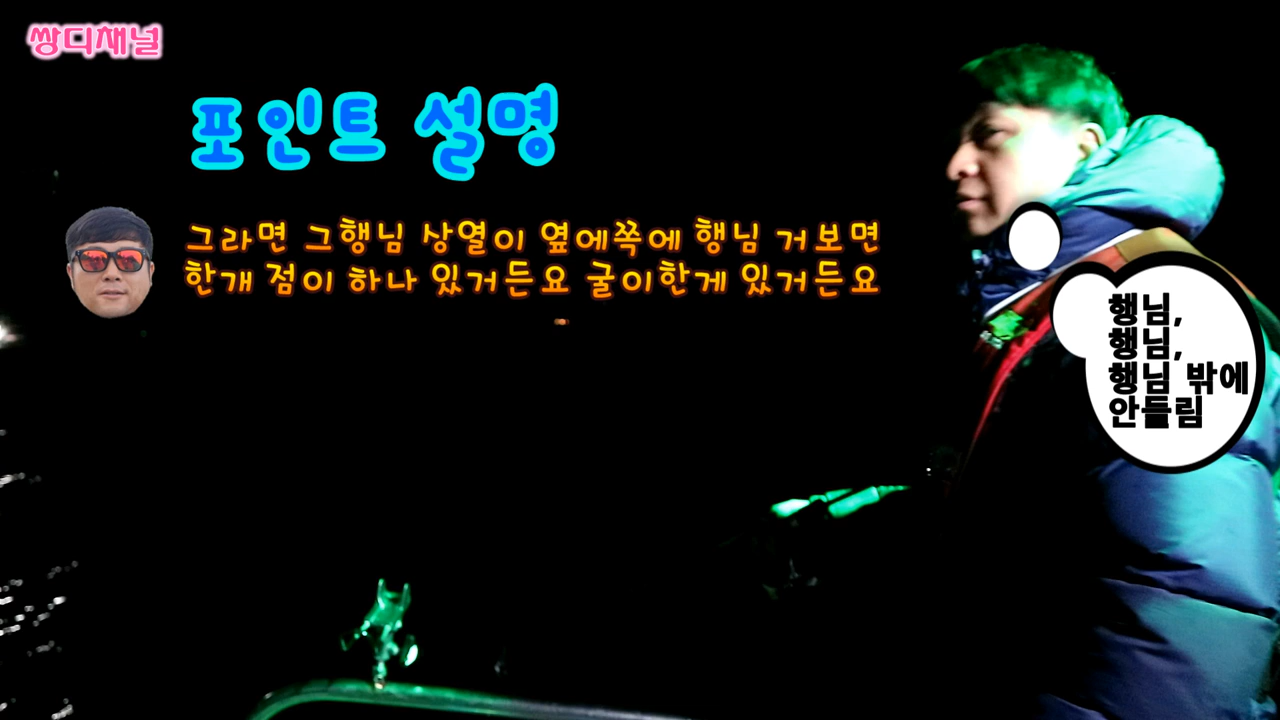 쌍디채널
포인트 설명
그라면 그행님 상열이 옆에쪽에 행님 거보면
한개 점이 하나 있거든요 굴이한게 있거든요
행님,
행님,
행님 밖에
안들림